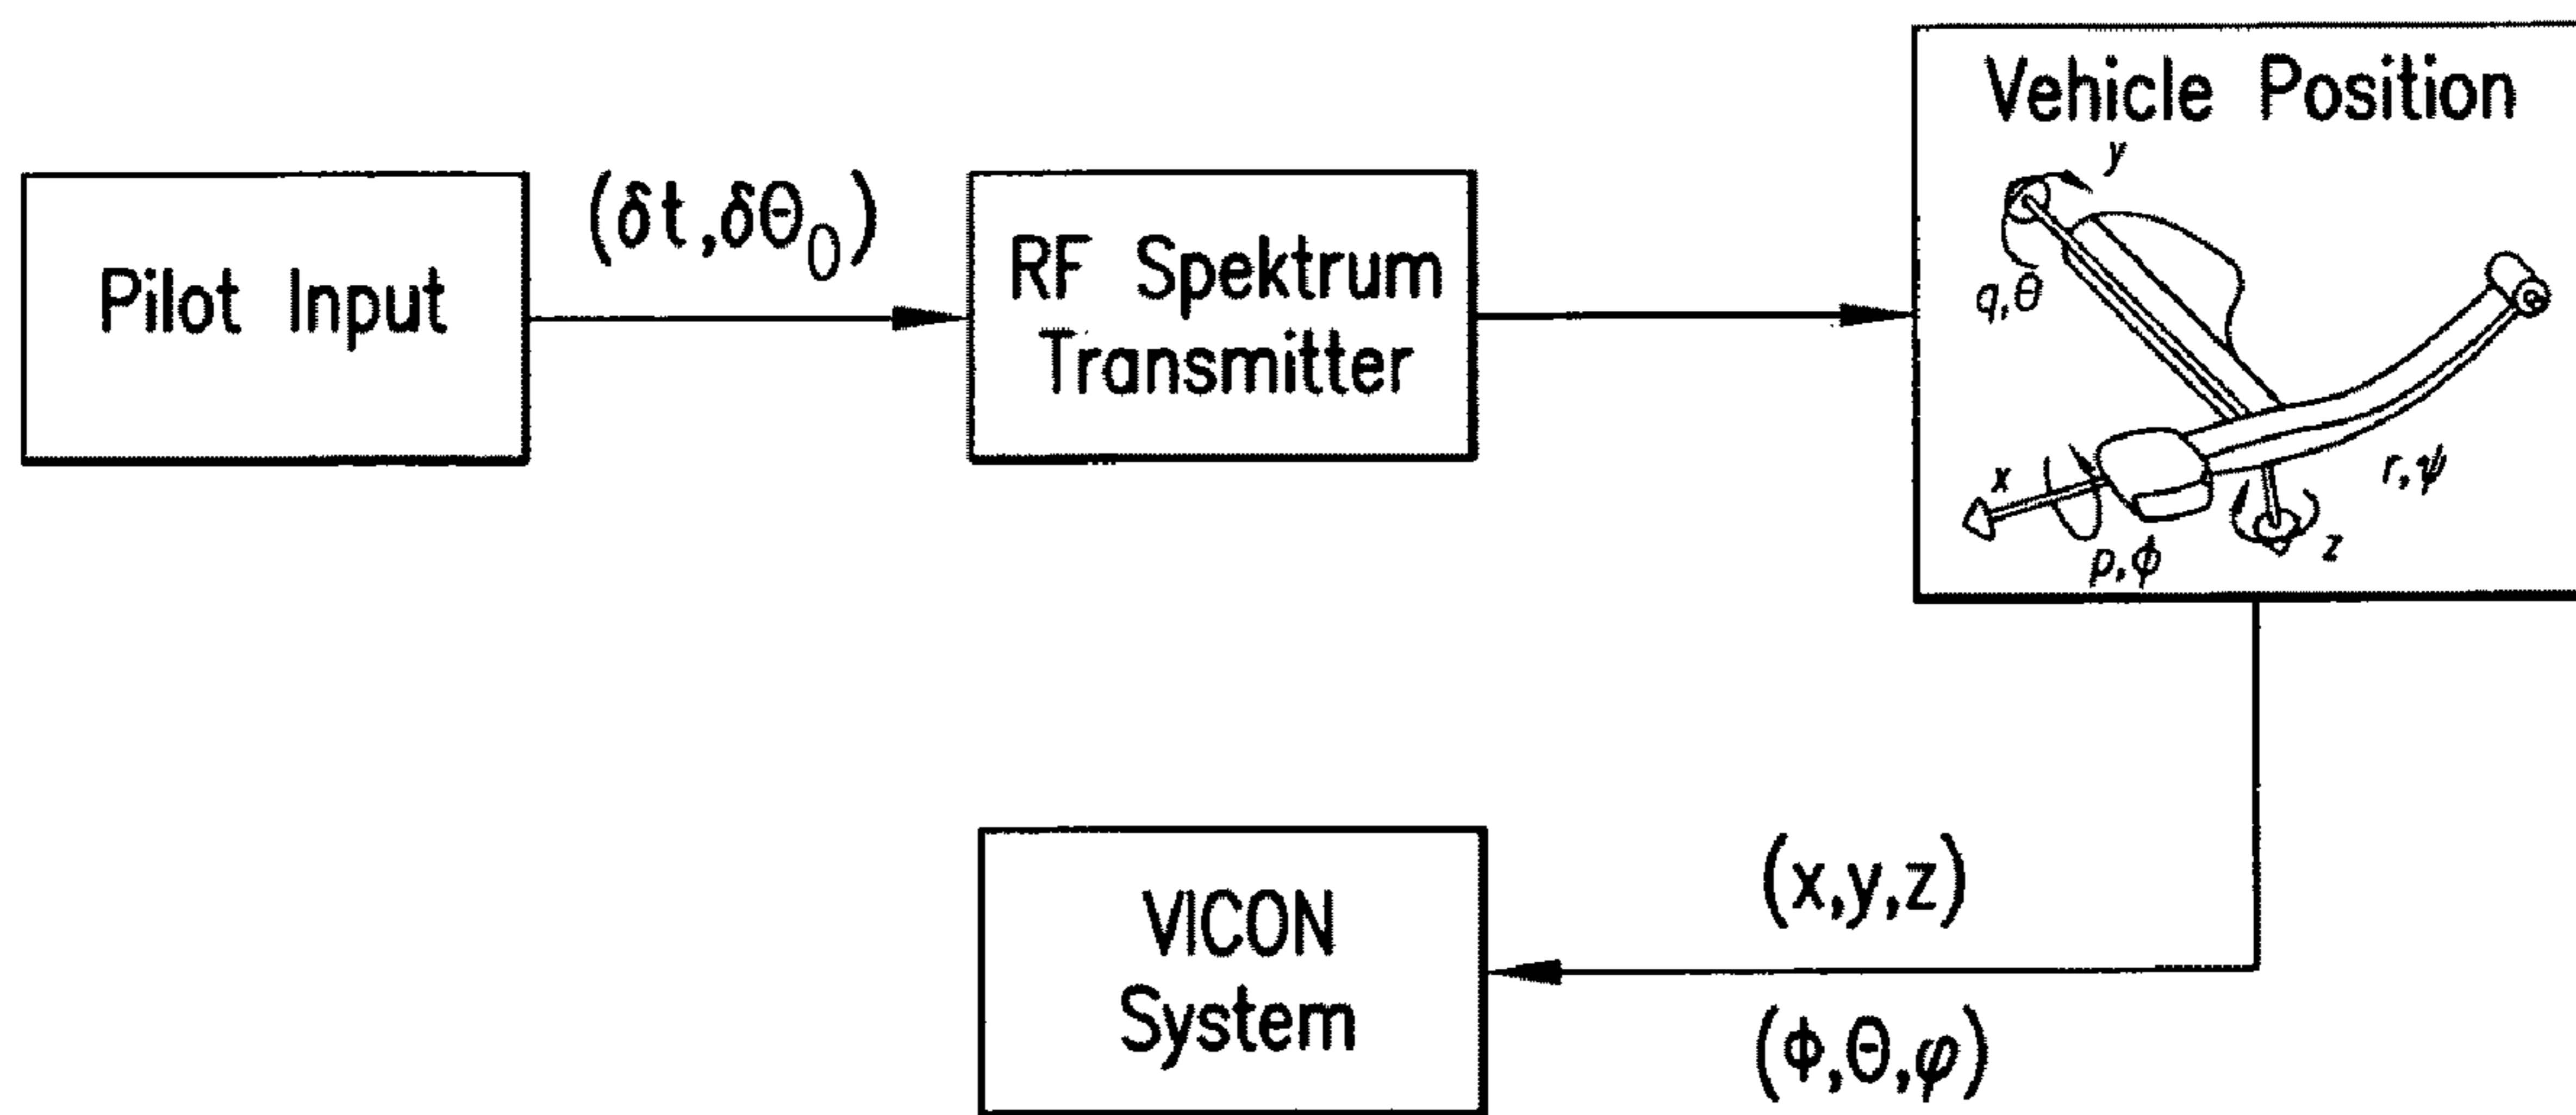 Pilot Input
(δt,δΘ₀)
RF Spektrum
Transmitter
Vehicle Position
y
q,θ
x
p,ϕ
r,ψ
z
VICON
System
(x,y,z)
(ϕ,Θ,φ)